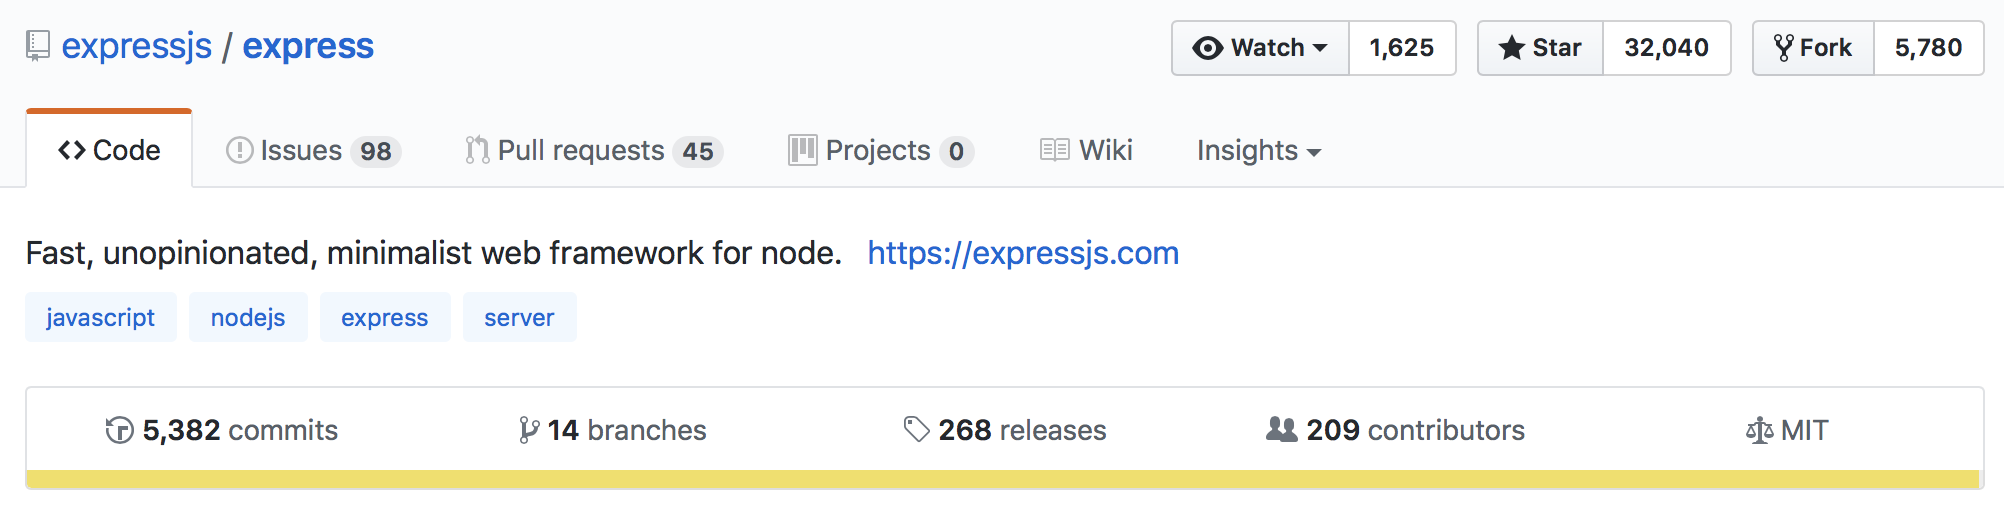 expressjs / express Watch 1,625 Star 32,040 Fork 5,780
Code Issues 98 Pull requests 45 Projects 0 Wiki Insights
Fast, unopinionated, minimalist web framework for node. https://expressjs.com
javascript nodejs express server
5,382 commits 14 branches 268 releases 209 contributors MIT